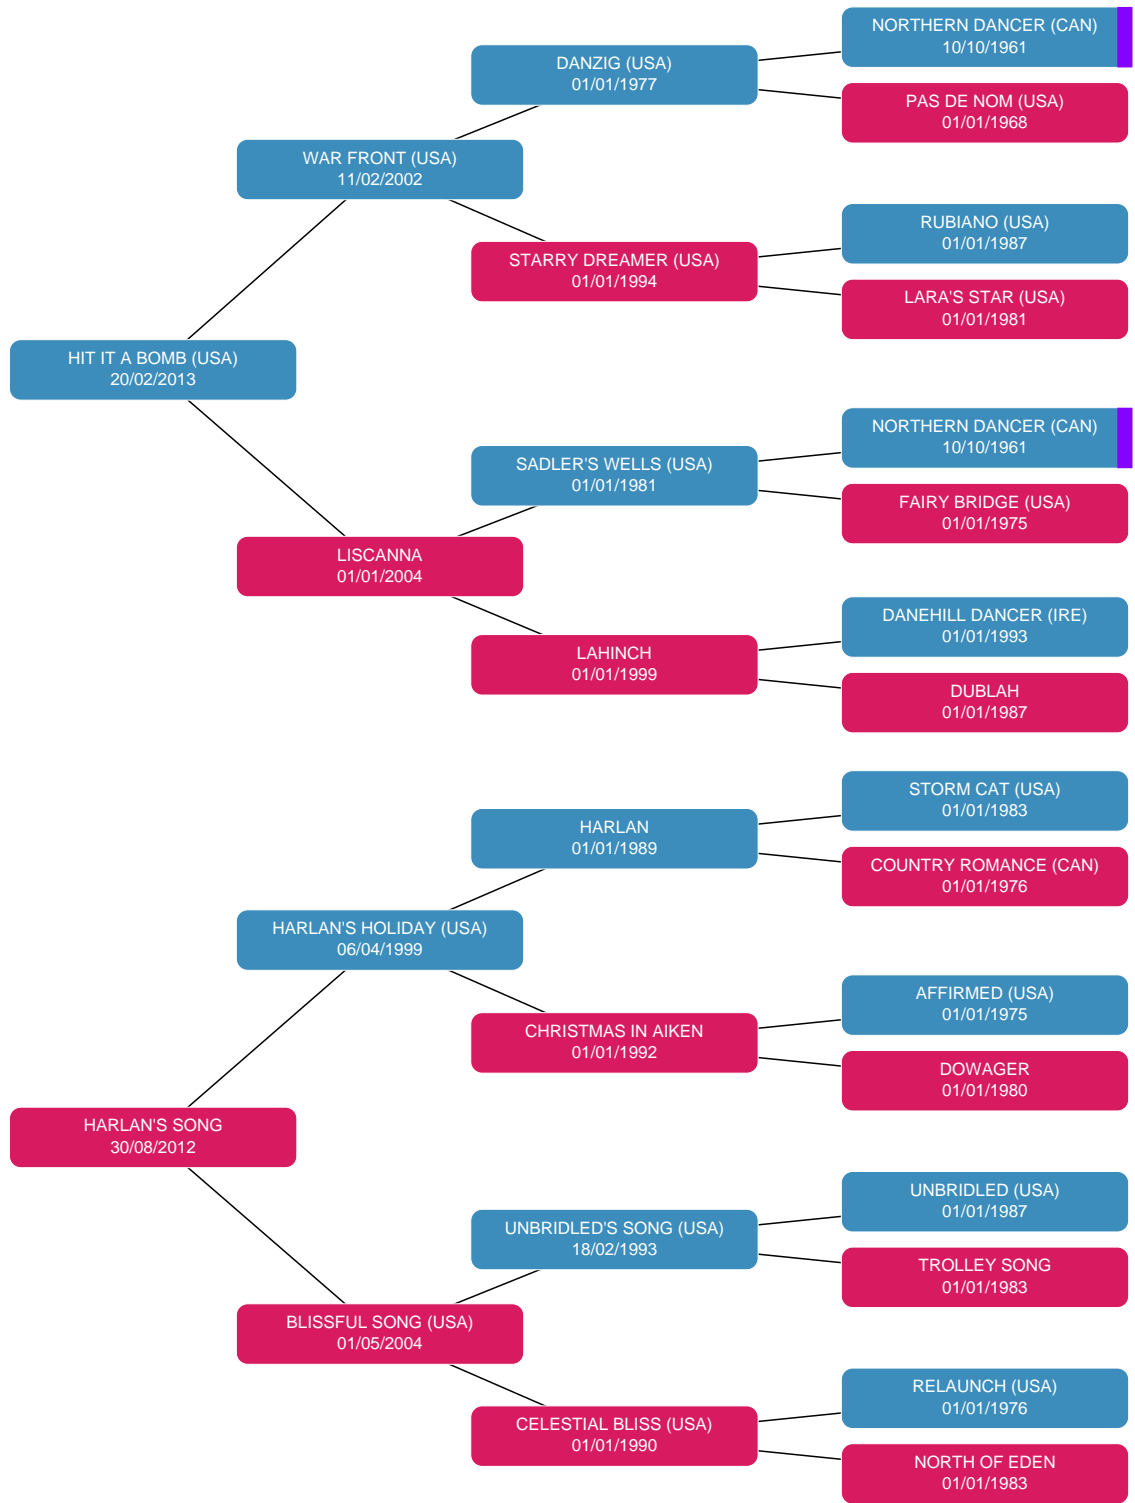 NORTHERN DANCER (CAN)
10/10/1961
DANZIG (USA)
01/01/1977
PAS DE NOM (USA)
01/01/1968
WAR FRONT (USA)
11/02/2002
RUBIANO (USA)
01/01/1987
STARRY DREAMER (USA)
01/01/1994
LARA'S STAR (USA)
01/01/1981
HIT IT A BOMB (USA)
20/02/2013
NORTHERN DANCER (CAN)
10/10/1961
SADLER'S WELLS (USA)
01/01/1981
FAIRY BRIDGE (USA)
01/01/1975
LISCANNA
01/01/2004
DANEHILL DANCER (IRE)
01/01/1993
LAHINCH
01/01/1999
DUBLAH
01/01/1987
STORM CAT (USA)
01/01/1983
HARLAN
01/01/1989
COUNTRY ROMANCE (CAN)
01/01/1976
HARLAN'S HOLIDAY (USA)
06/04/1999
AFFIRMED (USA)
01/01/1975
CHRISTMAS IN AIKEN
01/01/1992
DOWAGER
01/01/1980
HARLAN'S SONG
30/08/2012
UNBRIDLED (USA)
01/01/1987
UNBRIDLED'S SONG (USA)
18/02/1993
TROLLEY SONG
01/01/1983
BLISSFUL SONG (USA)
01/05/2004
RELAUNCH (USA)
01/01/1976
CELESTIAL BLISS (USA)
01/01/1990
NORTH OF EDEN
01/01/1983